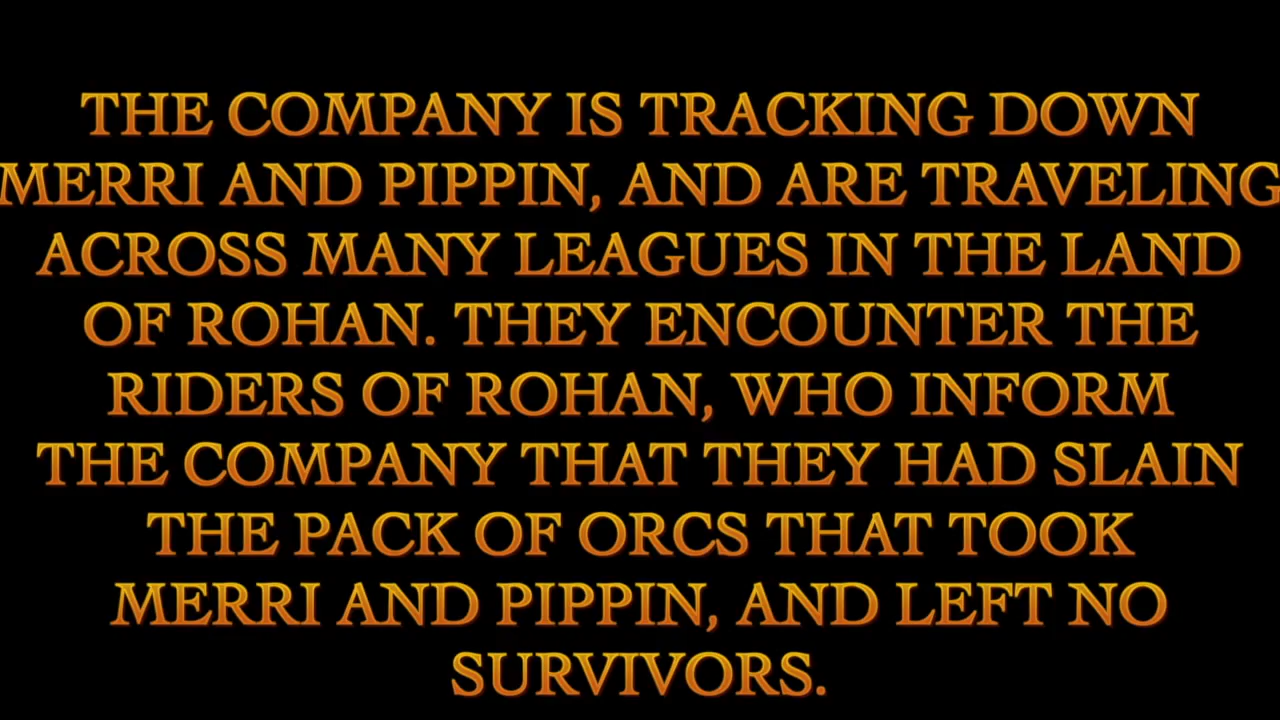 THE COMPANY IS TRACKING DOWN
MERRI AND PIPPIN, AND ARE TRAVELING
ACROSS MANY LEAGUES IN THE LAND
OF ROHAN. THEY ENCOUNTER THE
RIDERS OF ROHAN, WHO INFORM
THE COMPANY THAT THEY HAD SLAIN
THE PACK OF ORCS THAT TOOK
MERRI AND PIPPIN, AND LEFT NO
SURVIVORS.